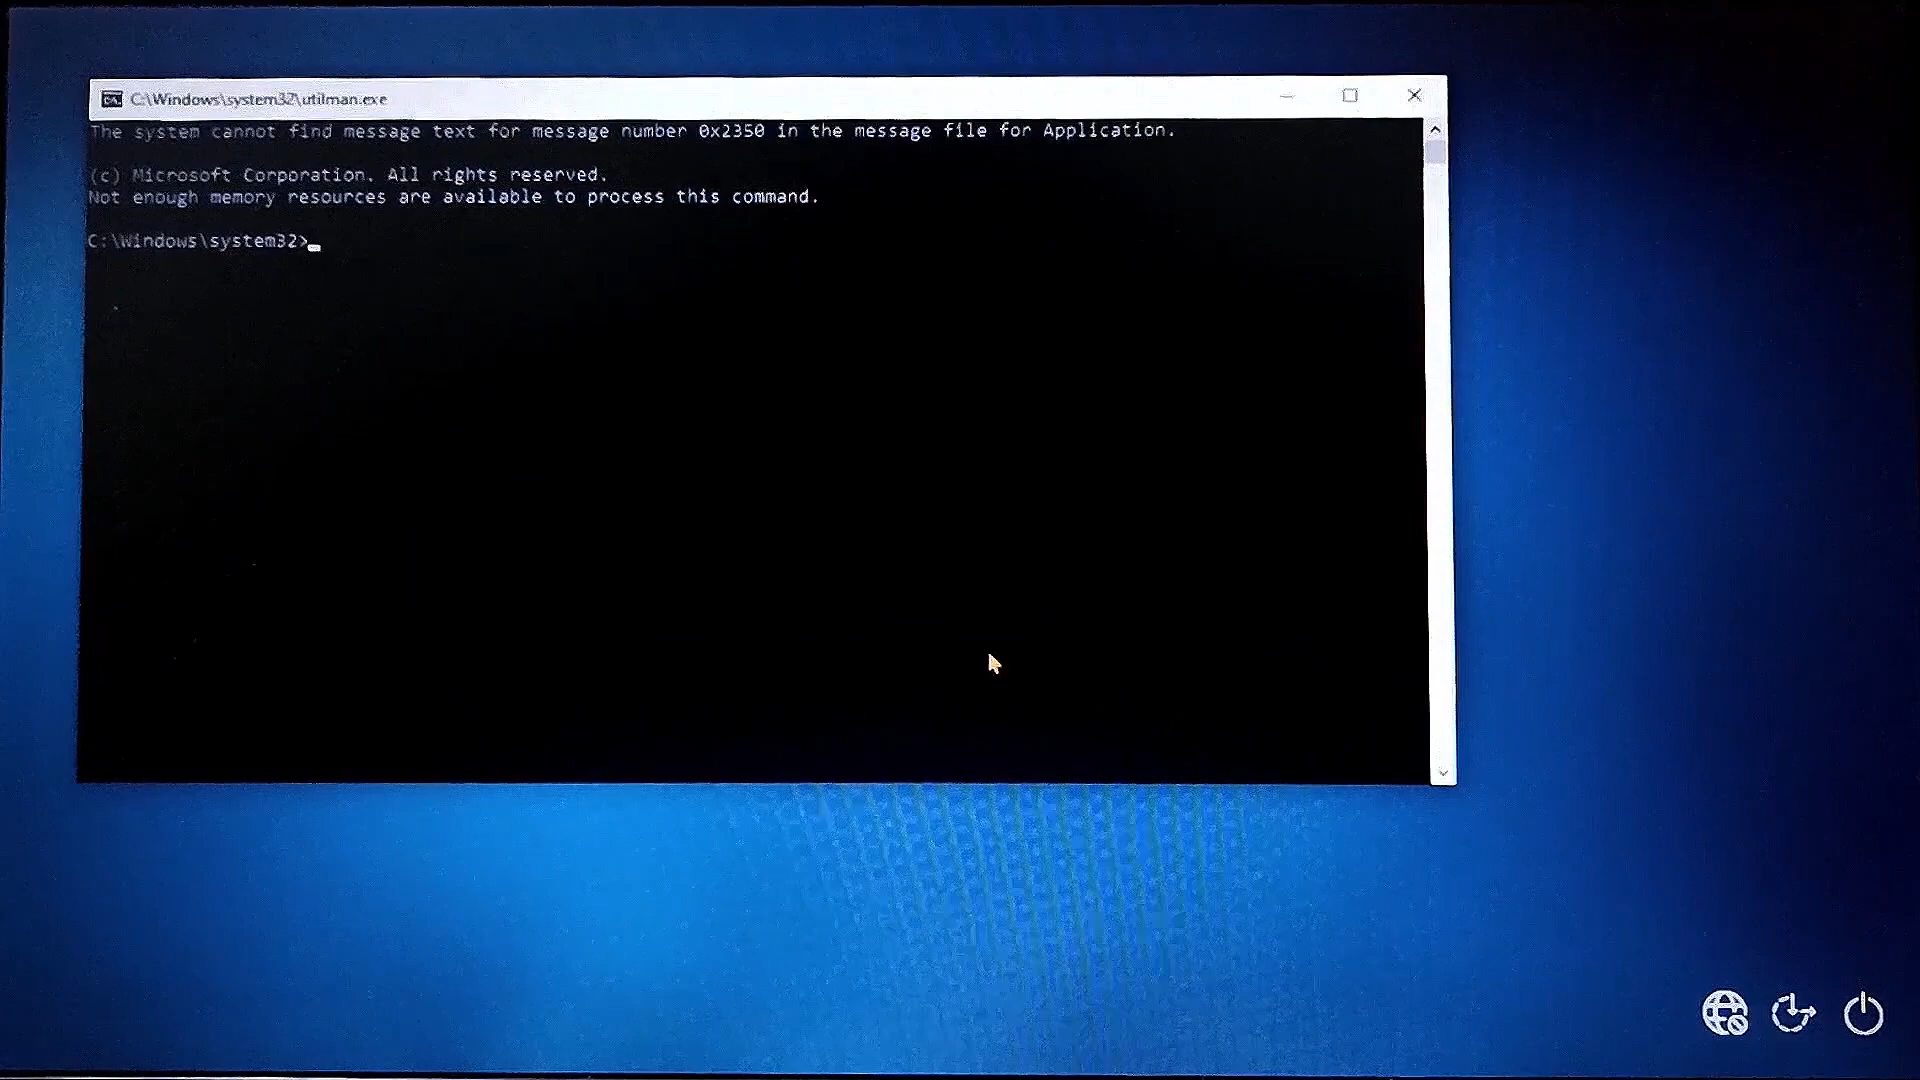 C:\Windows\system32\utilman.exe
The system cannot find message text for message number 0x2350 in the message file for Application.
(c) Microsoft Corporation. All rights reserved.
Not enough memory resources are available to process this command.
C:\Windows\system32>